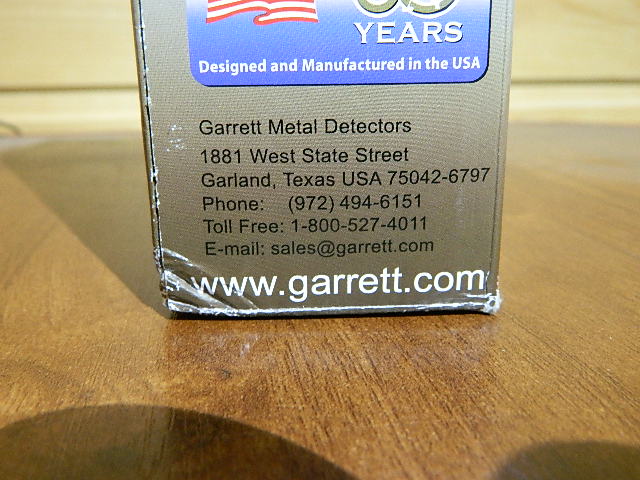 YEARS
Designed and Manufactured in the USA
Garrett Metal Detectors
1881 West State Street
Garland, Texas USA 75042-6797
Phone: (972) 494-6151
Toll Free: 1-800-527-4011
E-mail: sales@garrett.com
www.garrett.com